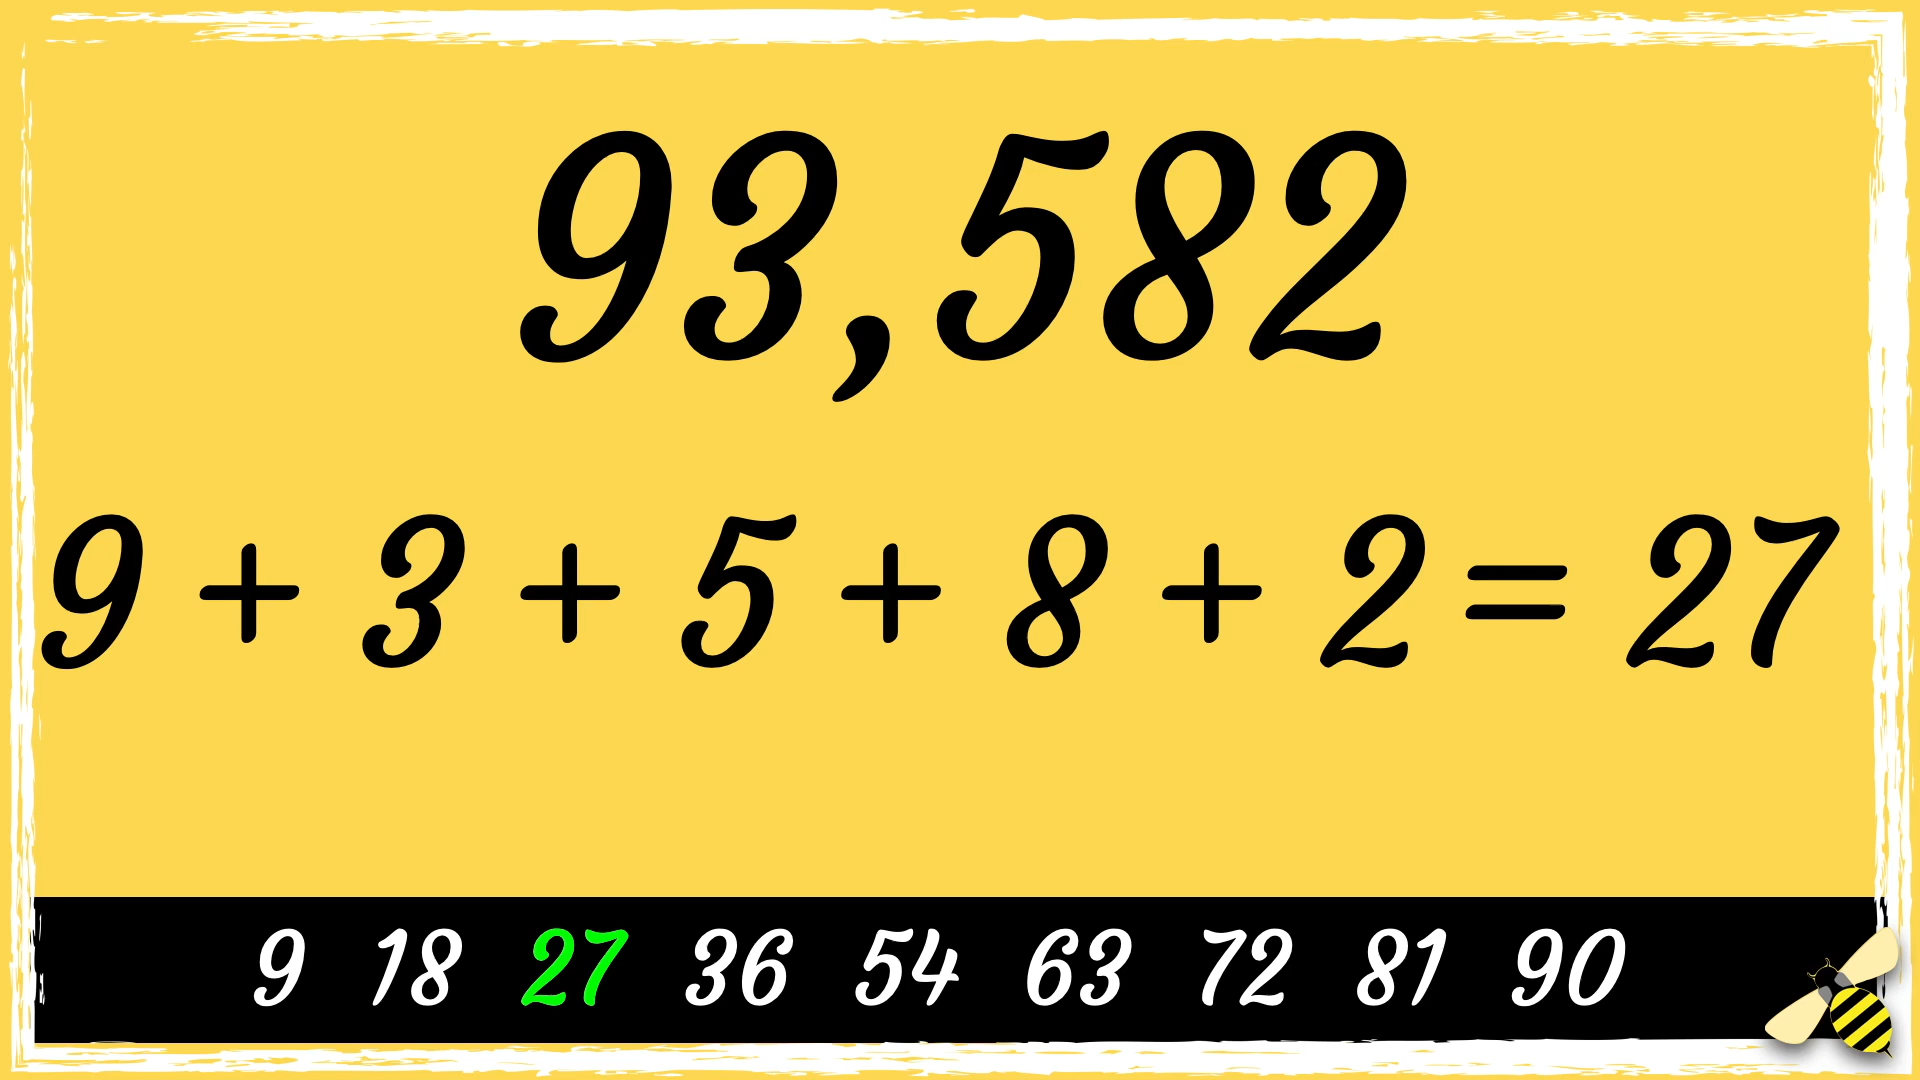 93,582
9 + 3 + 5 + 8 + 2 = 27
9 18 27 36 54 63 72 81 90